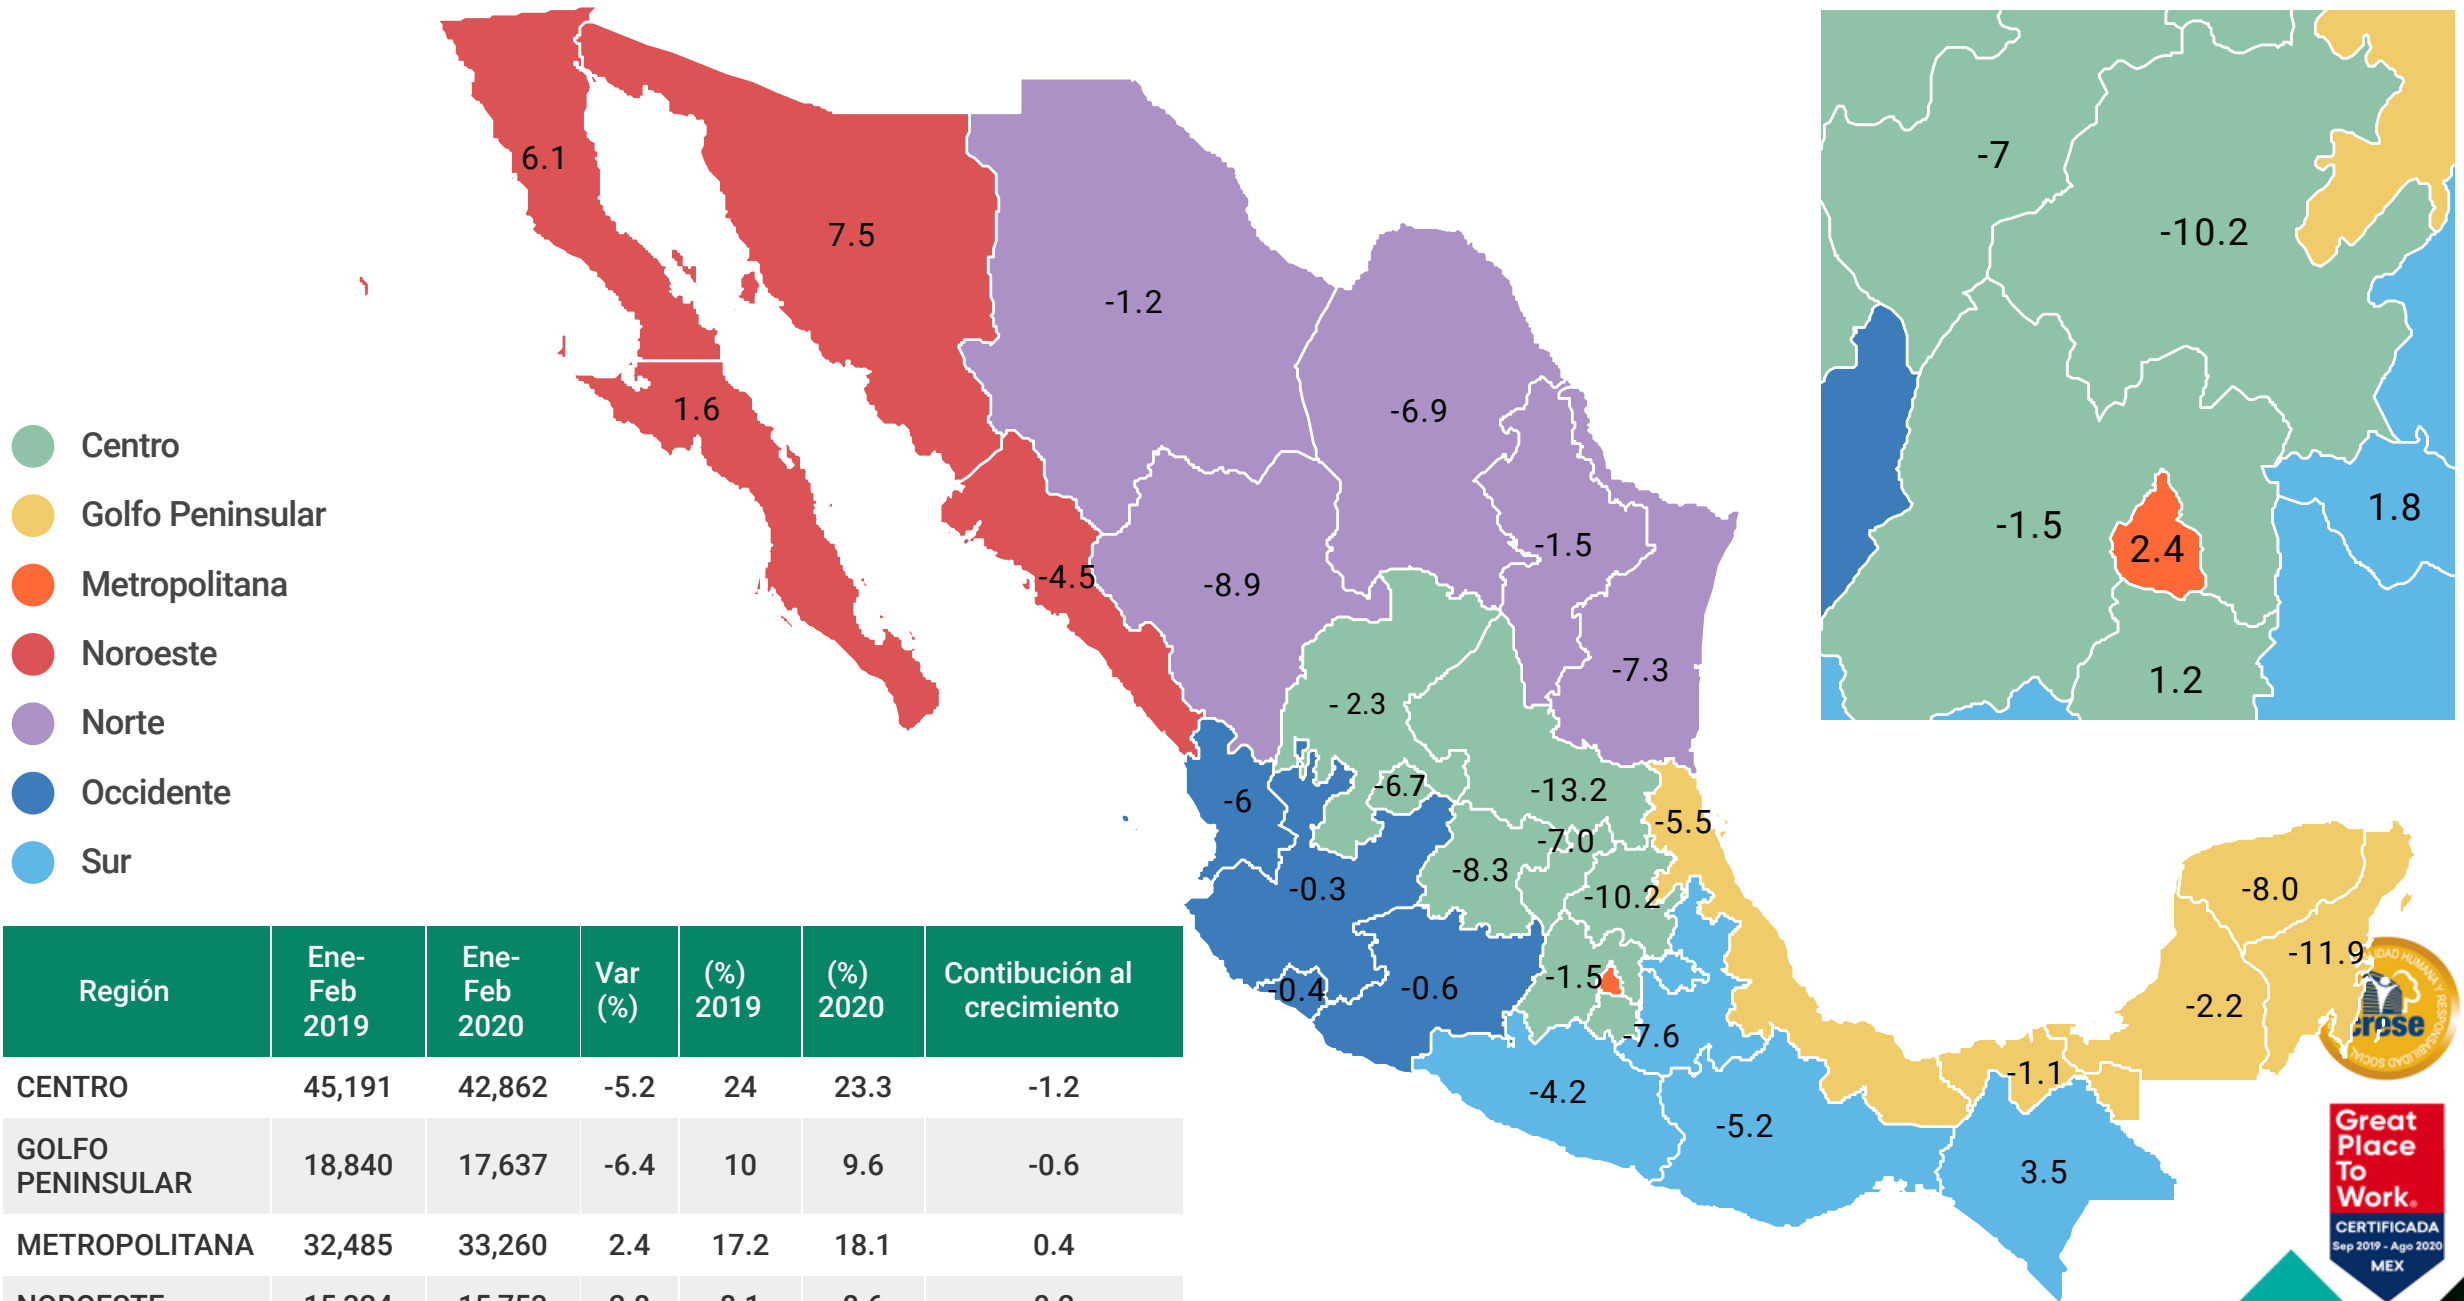 6.1
7.5
-1.2
1.6
-6.9
-1.5
-4.5
-8.9
-7.3
- 2.3
-6.7
-13.2
-6
-5.5
-7.0
-8.3
-0.3
-10.2
-8.0
-11.9
-1.5
-0.4
-0.6
-2.2
-7.6
-1.1
-4.2
-5.2
3.5
-7
-10.2
1.8
-1.5
2.4
1.2
Centro
Golfo Peninsular
Metropolitana
Noroeste
Norte
Occidente
Sur
Región
Ene-
Feb
2019
Ene-
Feb
2020
Var
(%)
(%)
2019
(%)
2020
Contibución al
crecimiento
CENTRO 45,191 42,862 -5.2 24 23.3 -1.2
GOLFO
PENINSULAR 18,840 17,637 -6.4 10 9.6 -0.6
METROPOLITANA 32,485 33,260 2.4 17.2 18.1 0.4
NOROESTE
crese
Great
Place
To
Work®
CERTIFICADA
Sep 2019 - Ago 2020
MEX